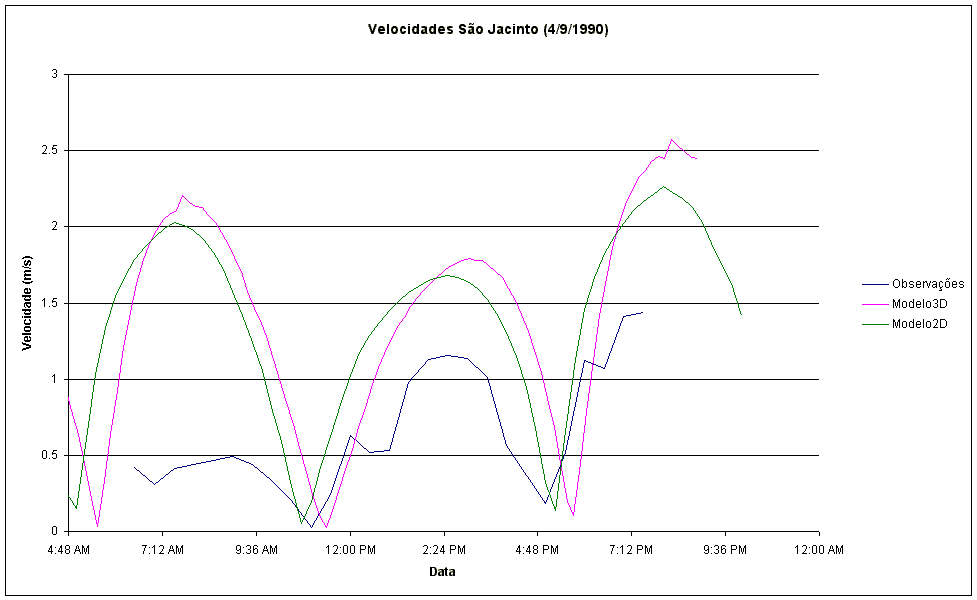 Velocidades São Jacinto (4/9/1990)
3
2.5
2
1.5
1
0.5
0
Velocidade (m/s)
4:48 AM 7:12 AM 9:36 AM 12:00 PM 2:24 PM 4:48 PM 7:12 PM 9:36 PM 12:00 AM
Data
Observações
Modelo3D
Modelo2D